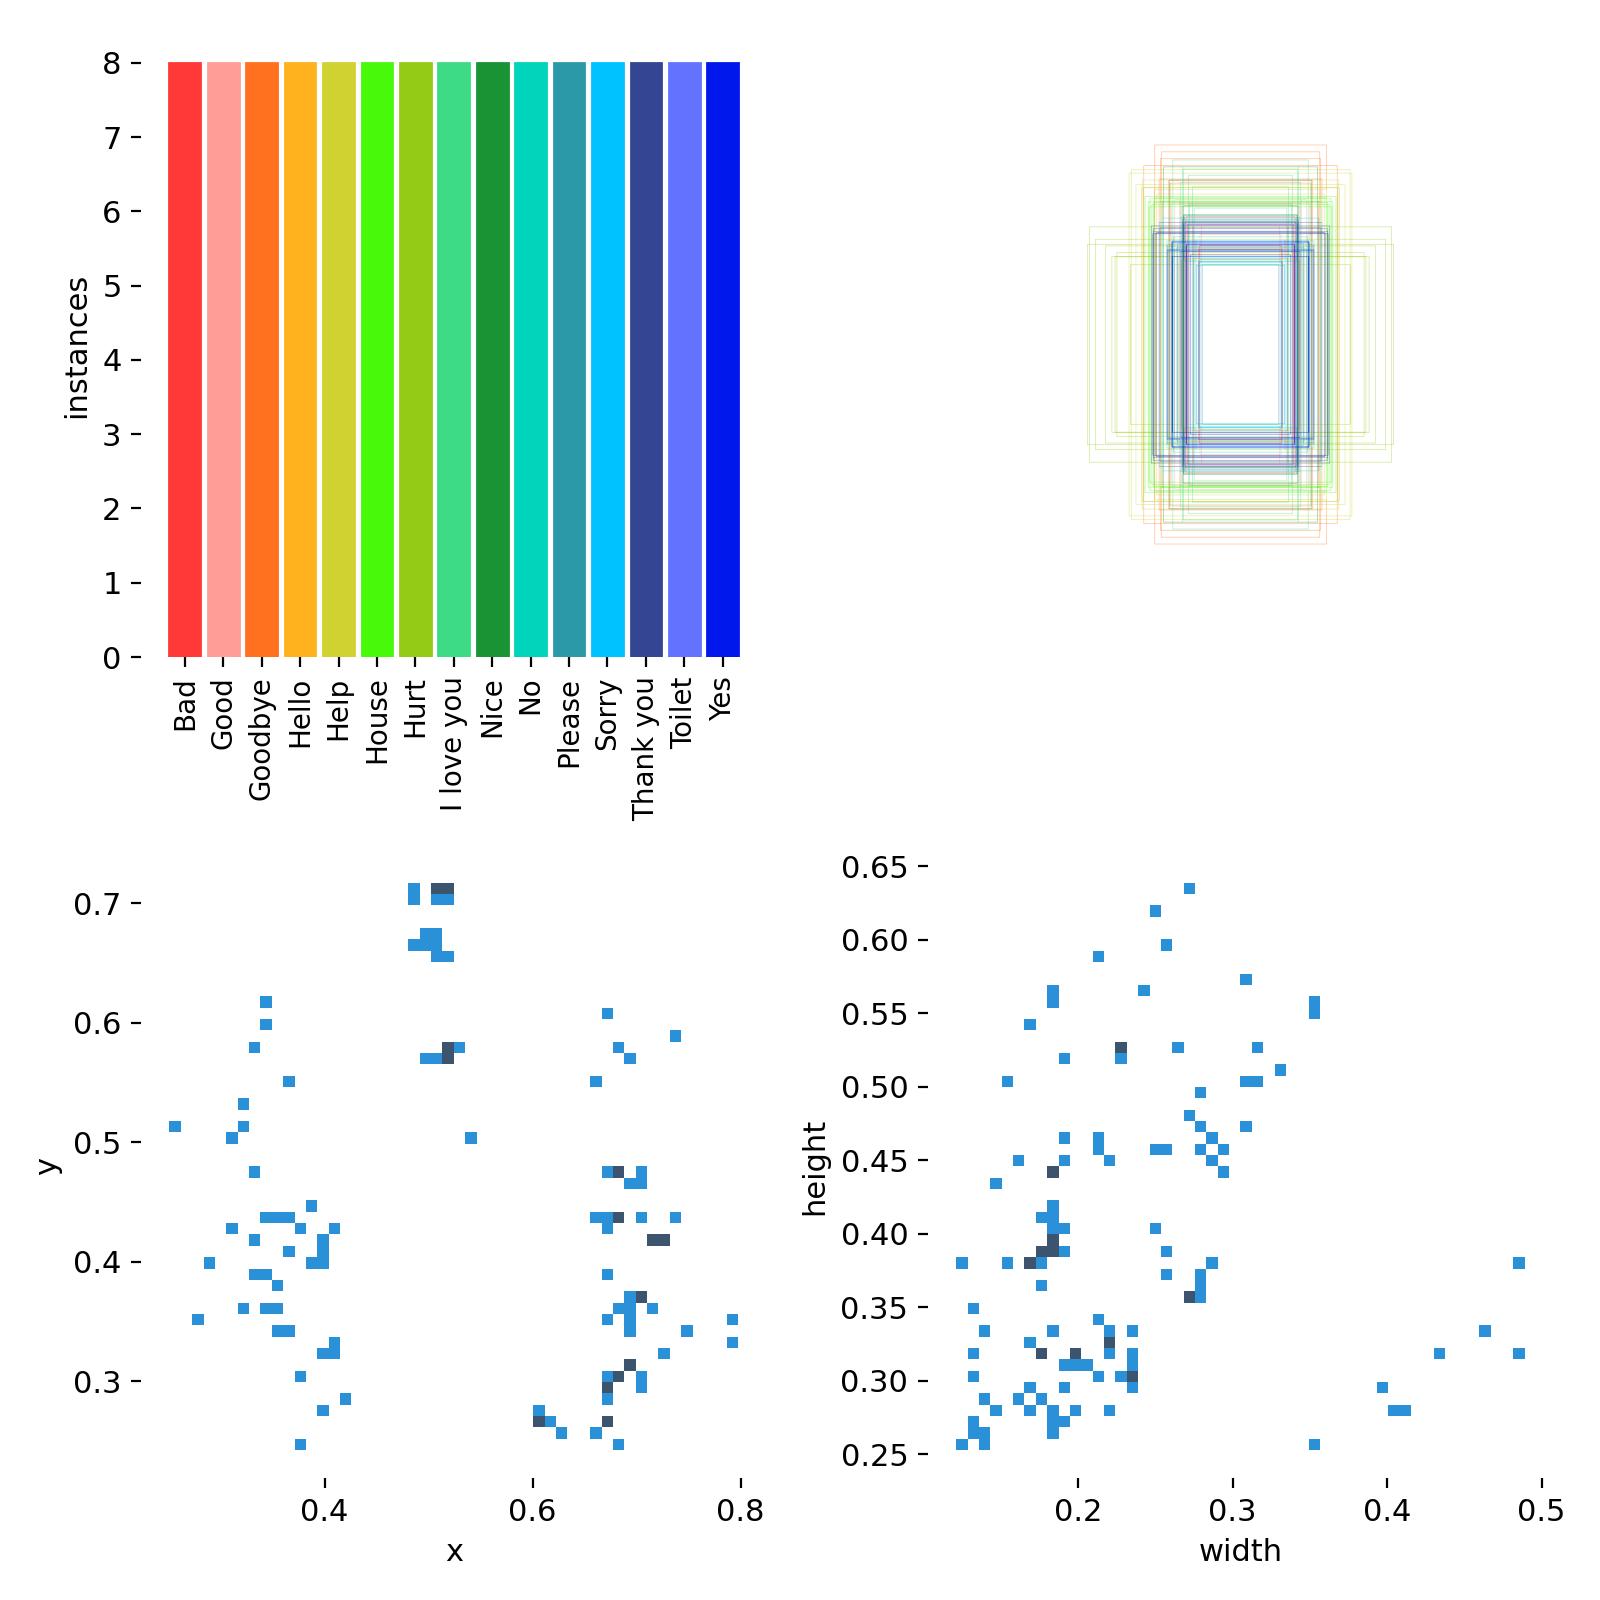 8
7
6
5
4
3
2
1
0
instances
Bad
Good
Goodbye
Hello
Help
House
Hurt
I love you
Nice
No
Please
Sorry
Thank you
Toilet
Yes
0.7
0.6
0.5
0.4
0.3
y
0.4
0.6
0.8
x
0.65
0.60
0.55
0.50
0.45
0.40
0.35
0.30
0.25
height
0.2
0.3
0.4
0.5
width